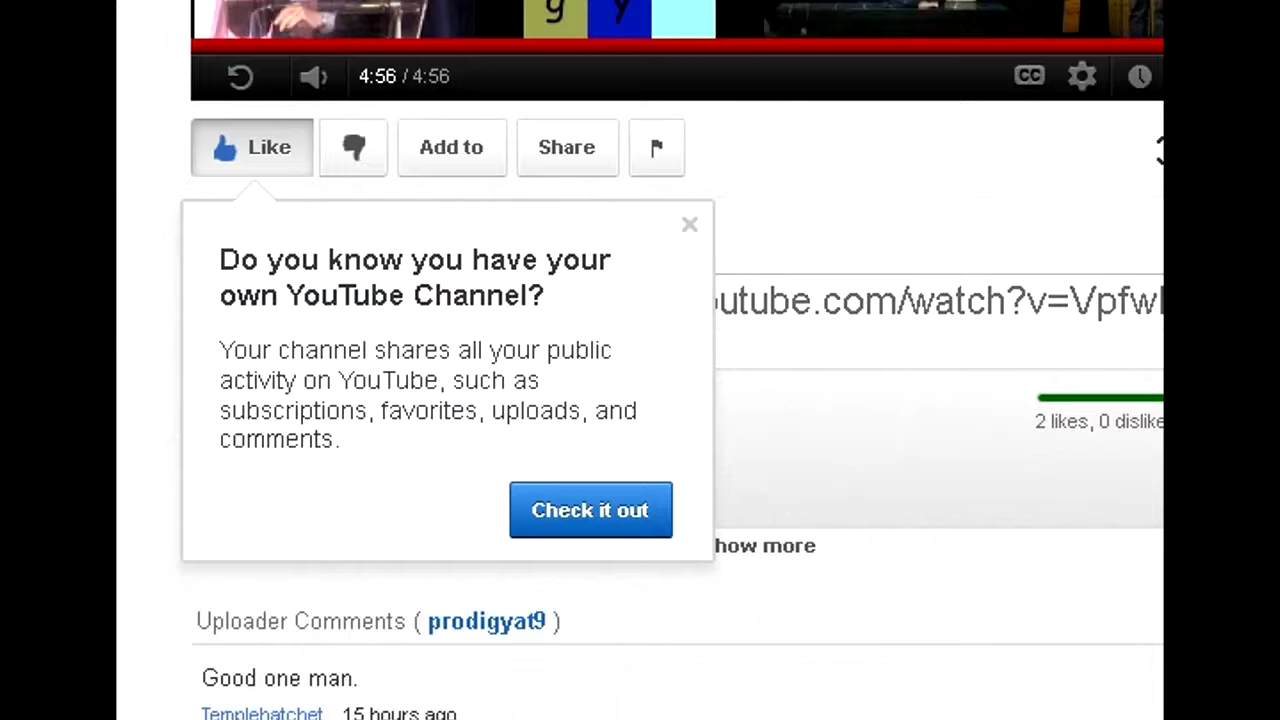 g y
4:56 / 4:56
CC
Like
Add to
Share
Do you know you have your
own YouTube Channel?
Your channel shares all your public
activity on YouTube, such as
subscriptions, favorites, uploads, and
comments.
Check it out
outube.com/watch?v=Vpfw
2 likes, 0 dislike
how more
Uploader Comments ( prodigyat9 )
Good one man.
Templehatchet 15 hours ago